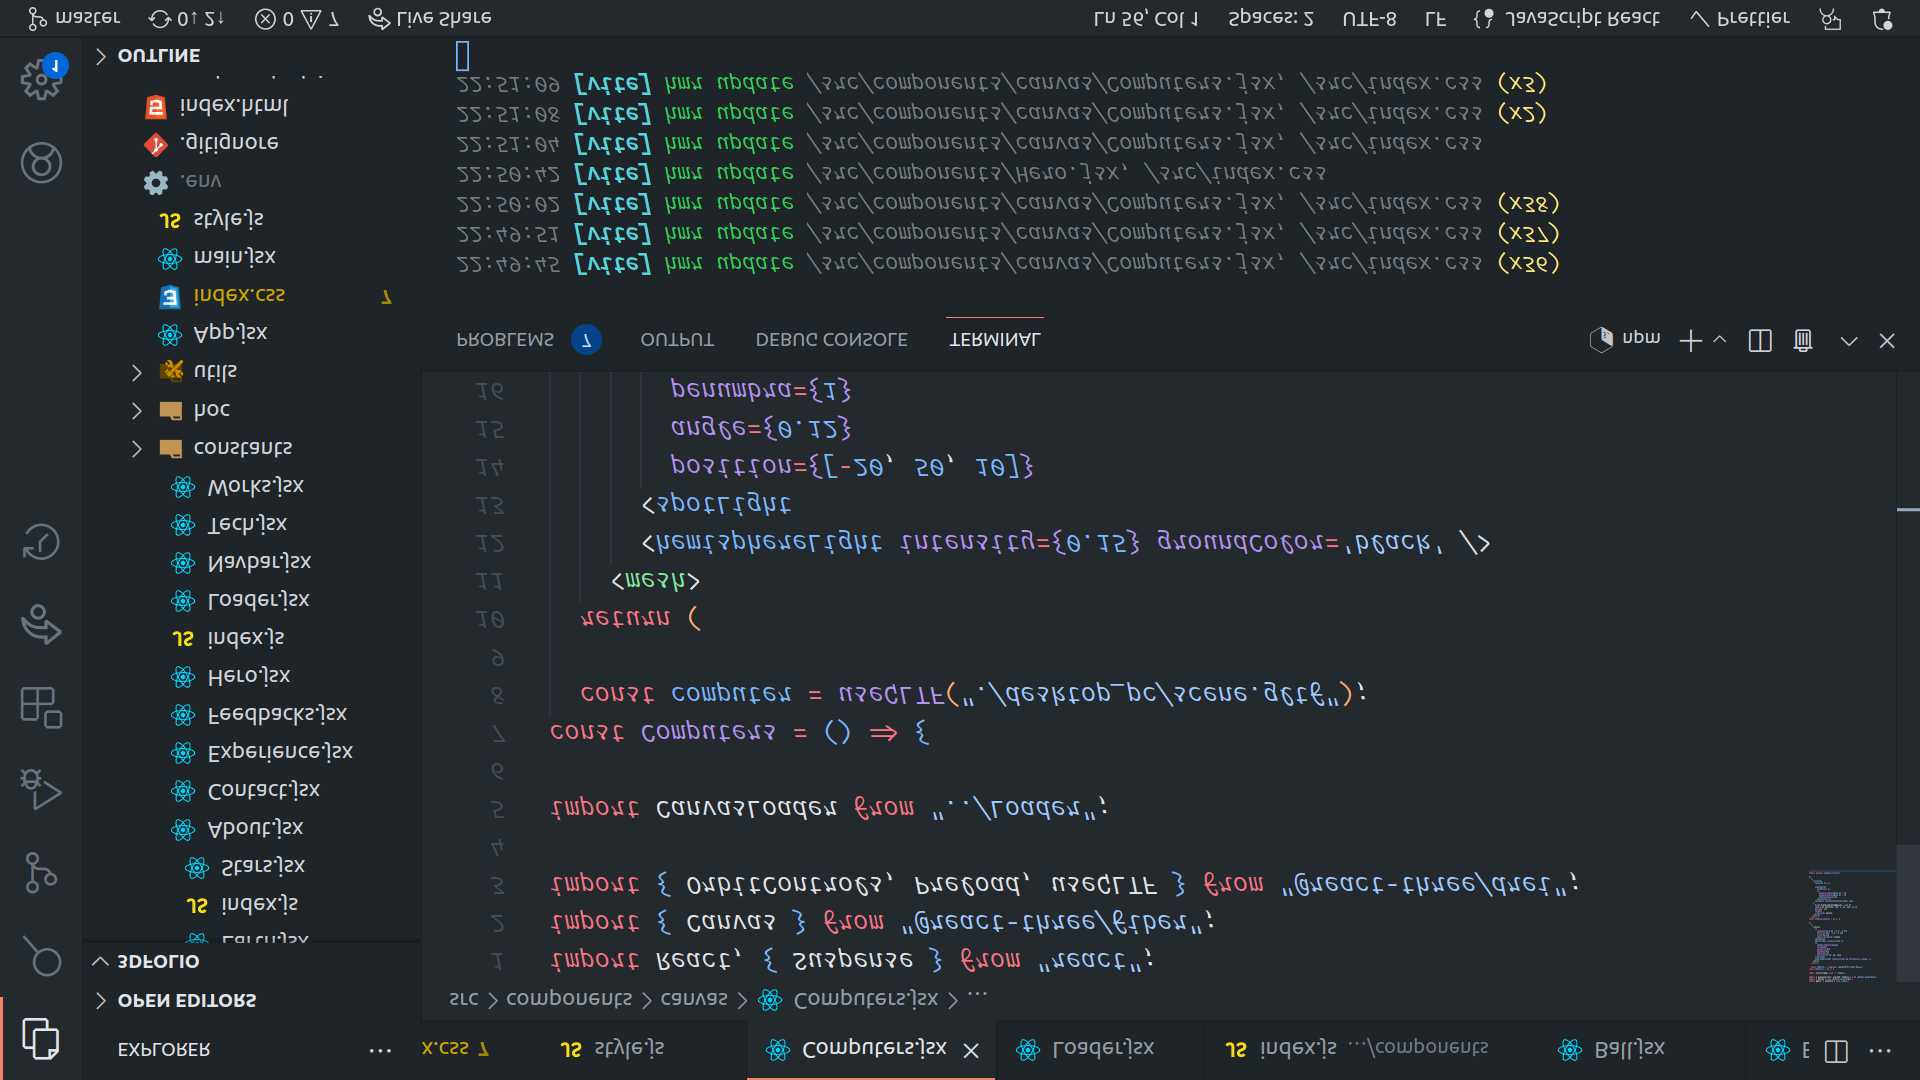 EXPLORER ...
x.css 7
style.js
Computers.jsx
Loader.jsx
index.js .../components
Ball.jsx
OPEN EDITORS
3DFOLIO
Earth.jsx
index.js
Stars.jsx
About.jsx
Contact.jsx
Experience.jsx
Feedbacks.jsx
Hero.jsx
index.js
Loader.jsx
Navbar.jsx
Tech.jsx
Works.jsx
constants
hoc
utils
App.jsx
index.css 7
main.jsx
style.js
.env
.gitignore
index.html
OUTLINE
src > components > canvas > Computers.jsx > ...
1 import React, { Suspense } from "react";
2 import { Canvas } from "@react-three/fiber";
3 import { OrbitControls, Preload, useGLTF } from "@react-three/drei";
4
5 import CanvasLoader from "../Loader";
6
7 const Computers = () => {
8 const computer = useGLTF("./desktop_pc/scene.gltf");
9
10 return (
11 <mesh>
12 <hemisphereLight intensity={0.15} groundColor='black' />
13 <spotLight
14 position={[-20, 50, 10]}
15 angle={0.12}
16 penumbra={1}
PROBLEMS 7 OUTPUT DEBUG CONSOLE TERMINAL npm
22:49:45 [vite] hmr update /src/components/canvas/Computers.jsx, /src/index.css (x36)
22:49:51 [vite] hmr update /src/components/canvas/Computers.jsx, /src/index.css (x37)
22:50:02 [vite] hmr update /src/components/canvas/Computers.jsx, /src/index.css (x38)
22:50:42 [vite] hmr update /src/components/Hero.jsx, /src/index.css
22:51:04 [vite] hmr update /src/components/canvas/Computers.jsx, /src/index.css
22:51:08 [vite] hmr update /src/components/canvas/Computers.jsx, /src/index.css (x2)
22:51:09 [vite] hmr update /src/components/canvas/Computers.jsx, /src/index.css (x3)
1
master 0↓ 2↑ 0 7 Live Share Ln 56, Col 1 Spaces: 2 UTF-8 LF JavaScript React Prettier